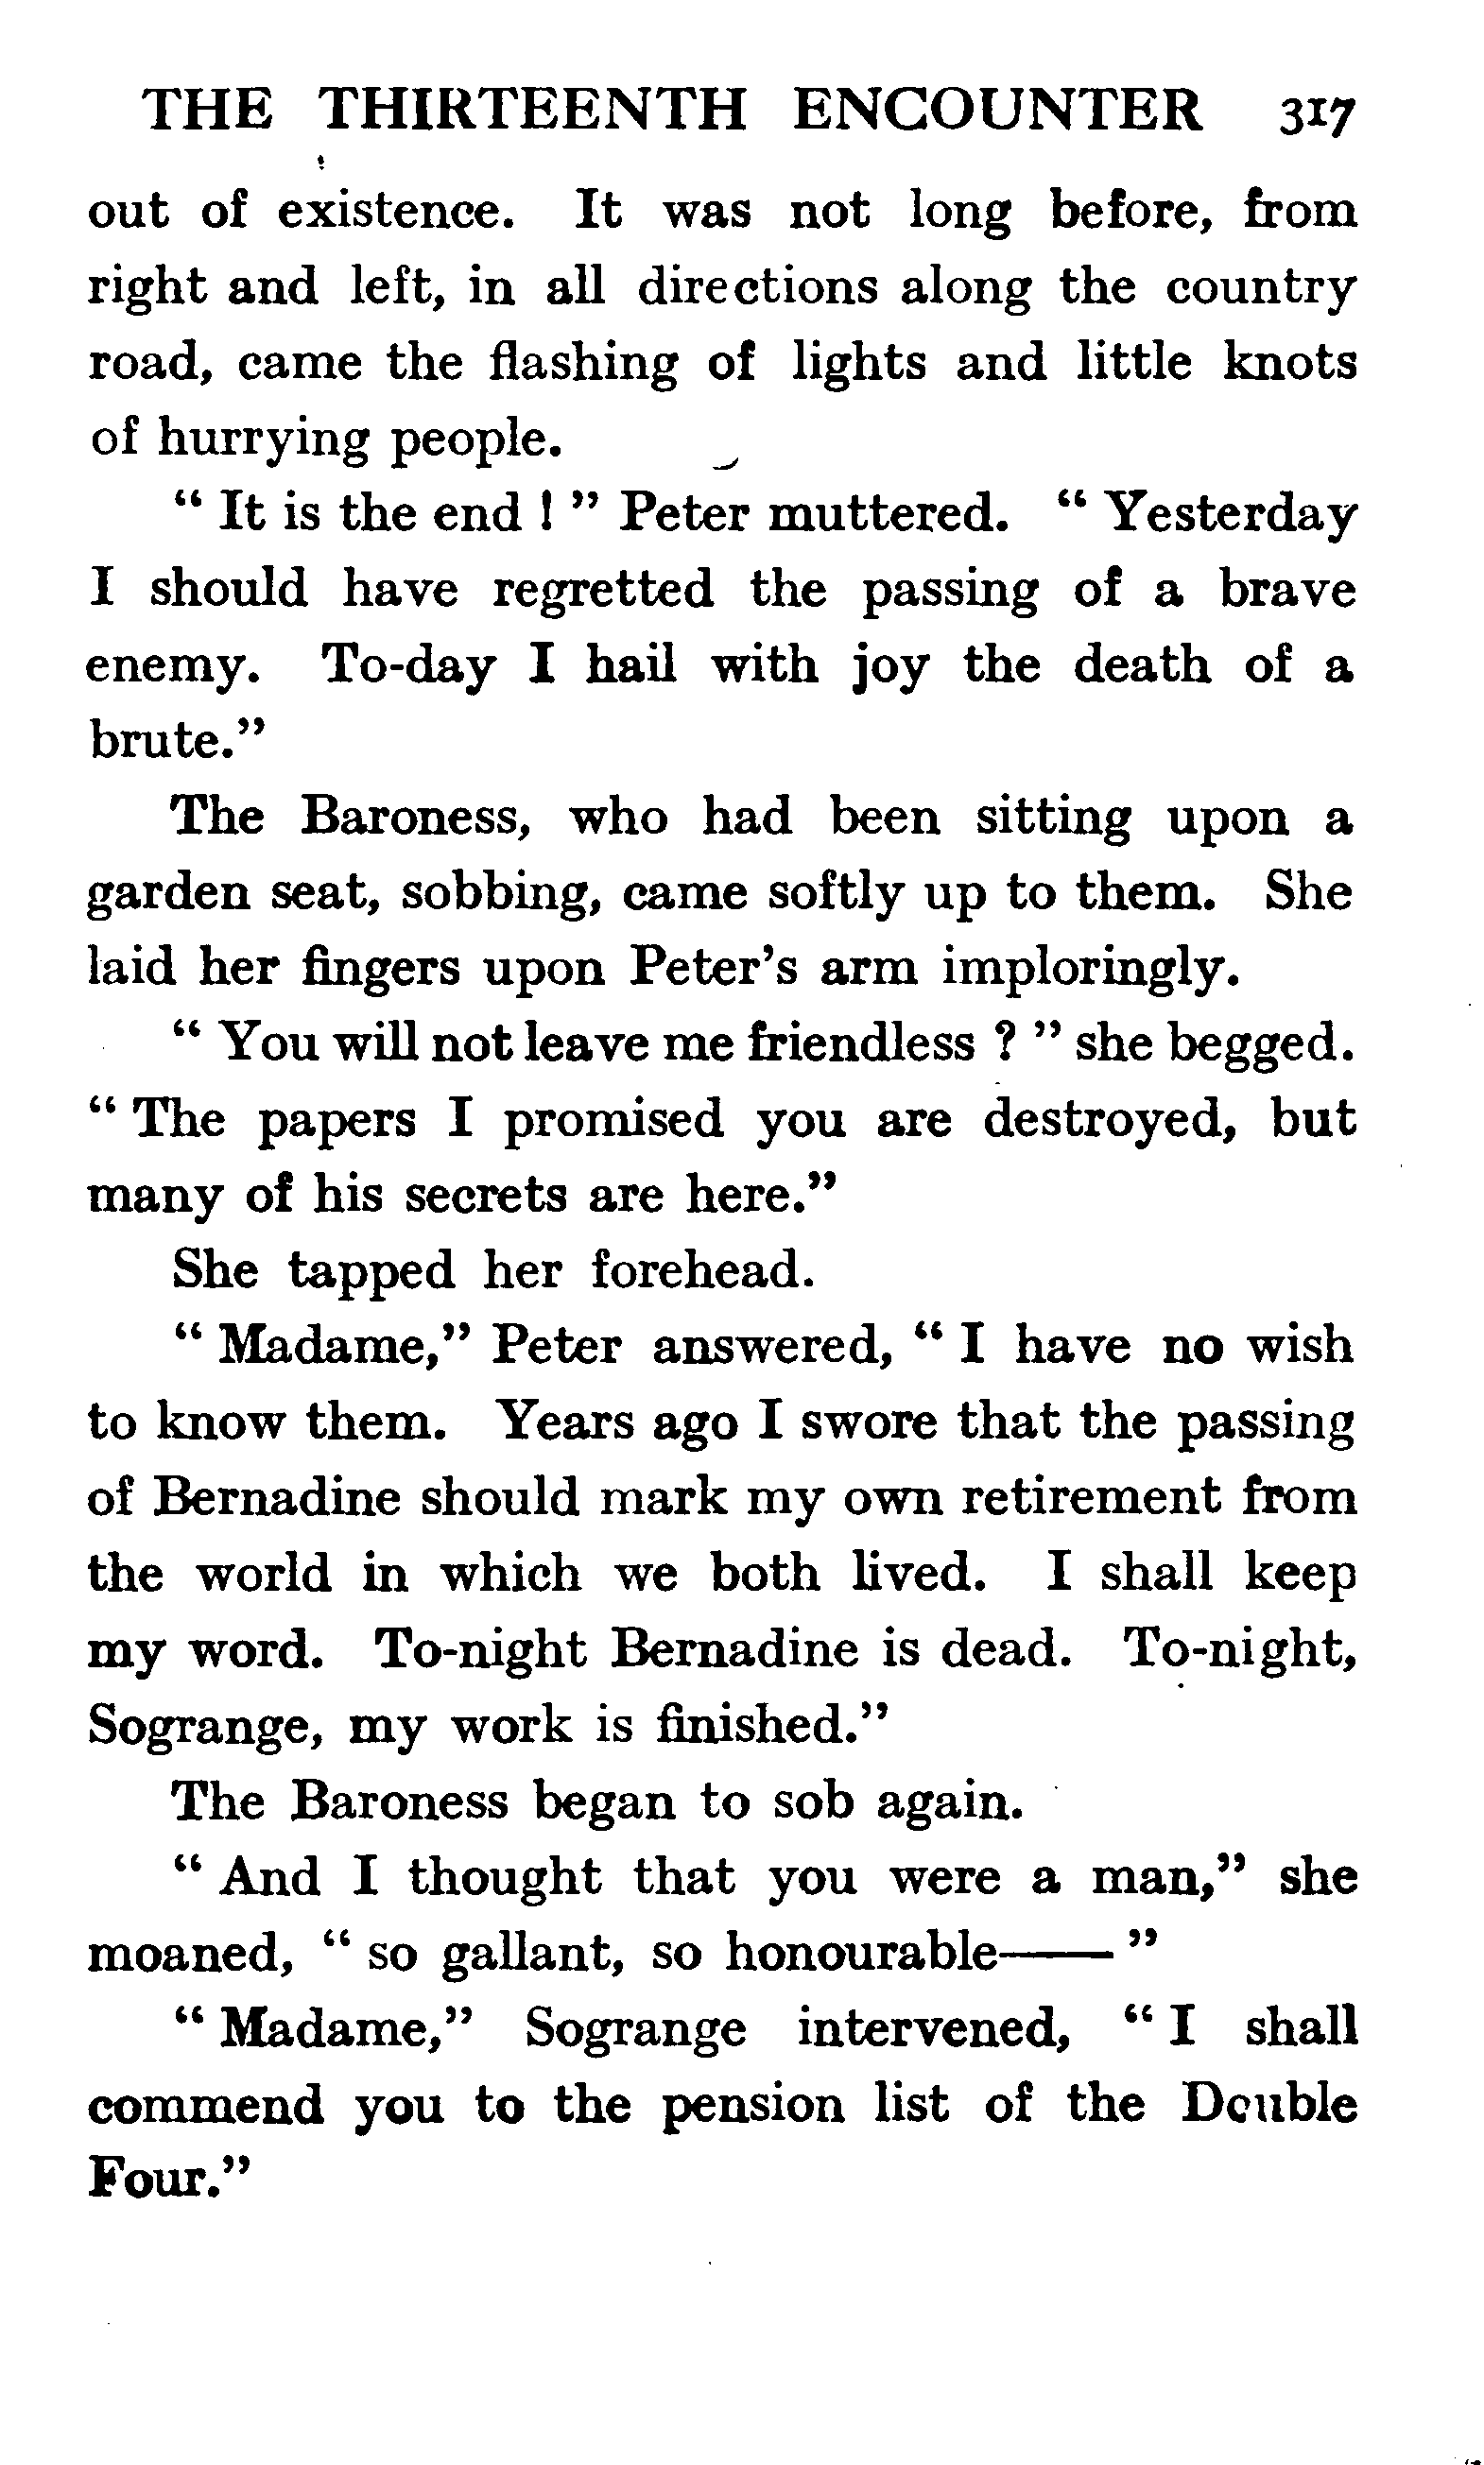 THE THIRTEENTH ENCOUNTER 317
out of existence. It was not long before, from
right and left, in all directions along the country
road, came the flashing of lights and little knots
of hurrying people.
“ It is the end ! ” Peter muttered. “ Yesterday
I should have regretted the passing of a brave
enemy. To-day I hail with joy the death of a
brute.”
The Baroness, who had been sitting upon a
garden seat, sobbing, came softly up to them. She
laid her fingers upon Peter’s arm imploringly.
“ You will not leave me friendless ? ” she begged.
“ The papers I promised you are destroyed, but
many of his secrets are here.”
She tapped her forehead.
“ Madame,” Peter answered, “ I have no wish
to know them. Years ago I swore that the passing
of Bernadine should mark my own retirement from
the world in which we both lived. I shall keep
my word. To-night Bernadine is dead. To-night,
Sogrange, my work is finished.”
The Baroness began to sob again.
“ And I thought that you were a man,” she
moaned, “ so gallant, so honourable—— ”
“ Madame,” Sogrange intervened, “ I shall
commend you to the pension list of the Double
Four.”